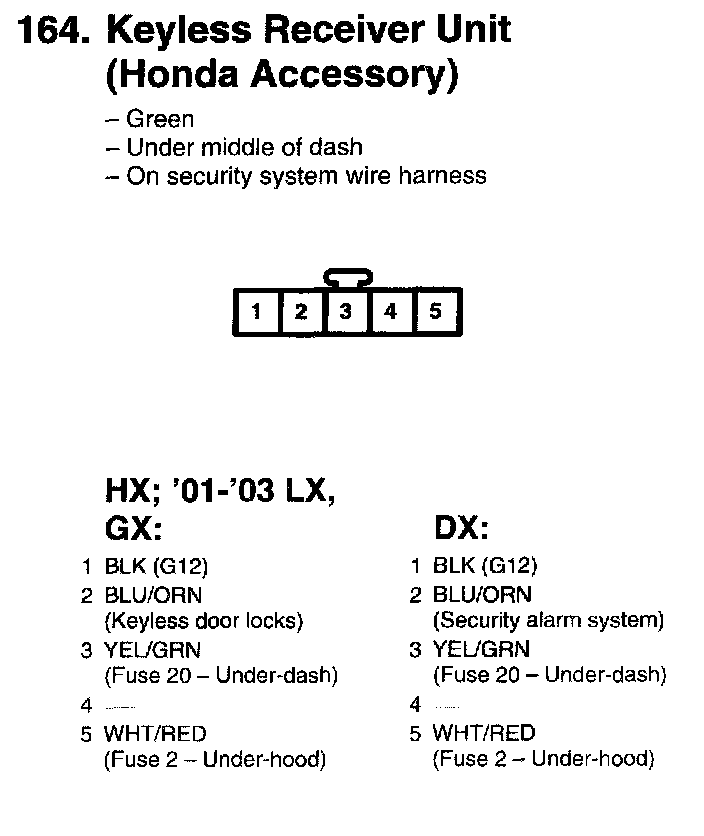 164. Keyless Receiver Unit
(Honda Accessory)
– Green
– Under middle of dash
– On security system wire harness
1 2 3 4 5
HX; '01-'03 LX,
GX:
1 BLK (G12)
2 BLU/ORN
(Keyless door locks)
3 YEL/GRN
(Fuse 20 – Under-dash)
4 —
5 WHT/RED
(Fuse 2 – Under-hood)
DX:
1 BLK (G12)
2 BLU/ORN
(Security alarm system)
3 YEL/GRN
(Fuse 20 – Under-dash)
4 —
5 WHT/RED
(Fuse 2 – Under-hood)